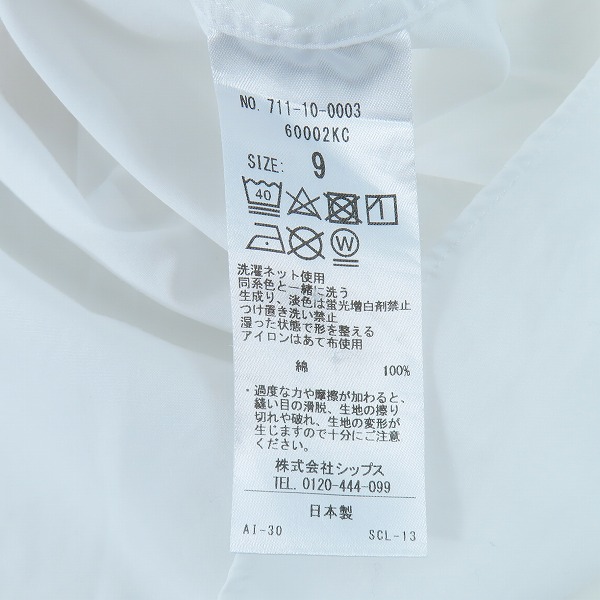 NO. 711-10-0003
60002KC
SIZE: 9
40
W
洗濯ネット使用
同系色と一緒に洗う
生成り、淡色は蛍光増白剤禁止
つけ置き洗い禁止
湿った状態で形を整える
アイロンはあて布使用
綿 100%
・過度な力や摩擦が加わると、
縫い目の滑脱、生地の擦り
切れや破れ、生地の変形が
生じますので十分にご注意
ください。
株式会社シップス
TEL. 0120-444-099
日本製
AI-30 SCL-13